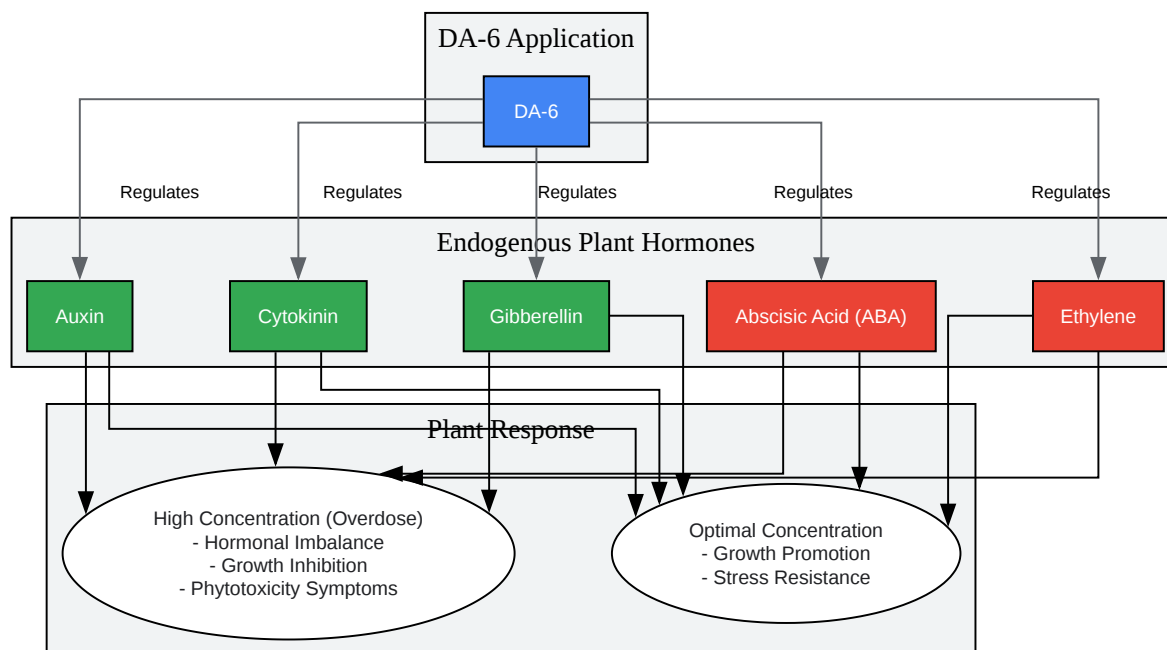 DA-6 Application
DA-6
Regulates
Regulates
Regulates
Regulates
Regulates
Endogenous Plant Hormones
Auxin
Cytokinin
Gibberellin
Abscisic Acid (ABA)
Ethylene
Plant Response
High Concentration (Overdose)
- Hormonal Imbalance
- Growth Inhibition
- Phytotoxicity Symptoms
Optimal Concentration
- Growth Promotion
- Stress Resistance